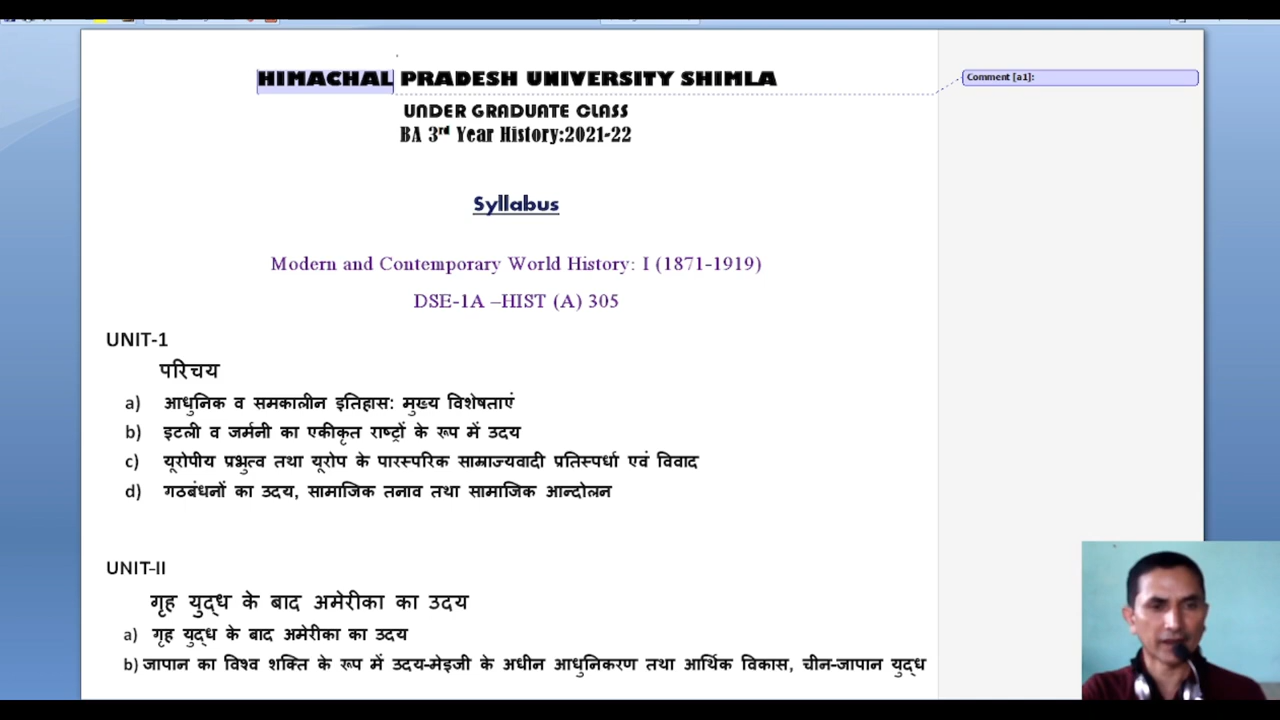 HIMACHAL PRADESH UNIVERSITY SHIMLA
Comment [a1]:
UNDER GRADUATE CLASS
BA 3rd Year History:2021-22
Syllabus
Modern and Contemporary World History: I (1871-1919)
DSE-1A –HIST (A) 305
UNIT-1
परिचय
a) आधुनिक व समकालीन इतिहास: मुख्य विशेषताएं
b) इटली व जर्मनी का एकीकृत राष्ट्रों के रूप में उदय
c) यूरोपीय प्रभुत्व तथा यूरोप के पारस्परिक साम्राज्यवादी प्रतिस्पर्धा एवं विवाद
d) गठबंधनों का उदय, सामाजिक तनाव तथा सामाजिक आन्दोलन
UNIT-II
गृह युद्ध के बाद अमेरीका का उदय
a) गृह युद्ध के बाद अमेरीका का उदय
b) जापान का विश्व शक्ति के रूप में उदय-मेइजी के अधीन आधुनिकरण तथा आर्थिक विकास, चीन-जापान युद्ध